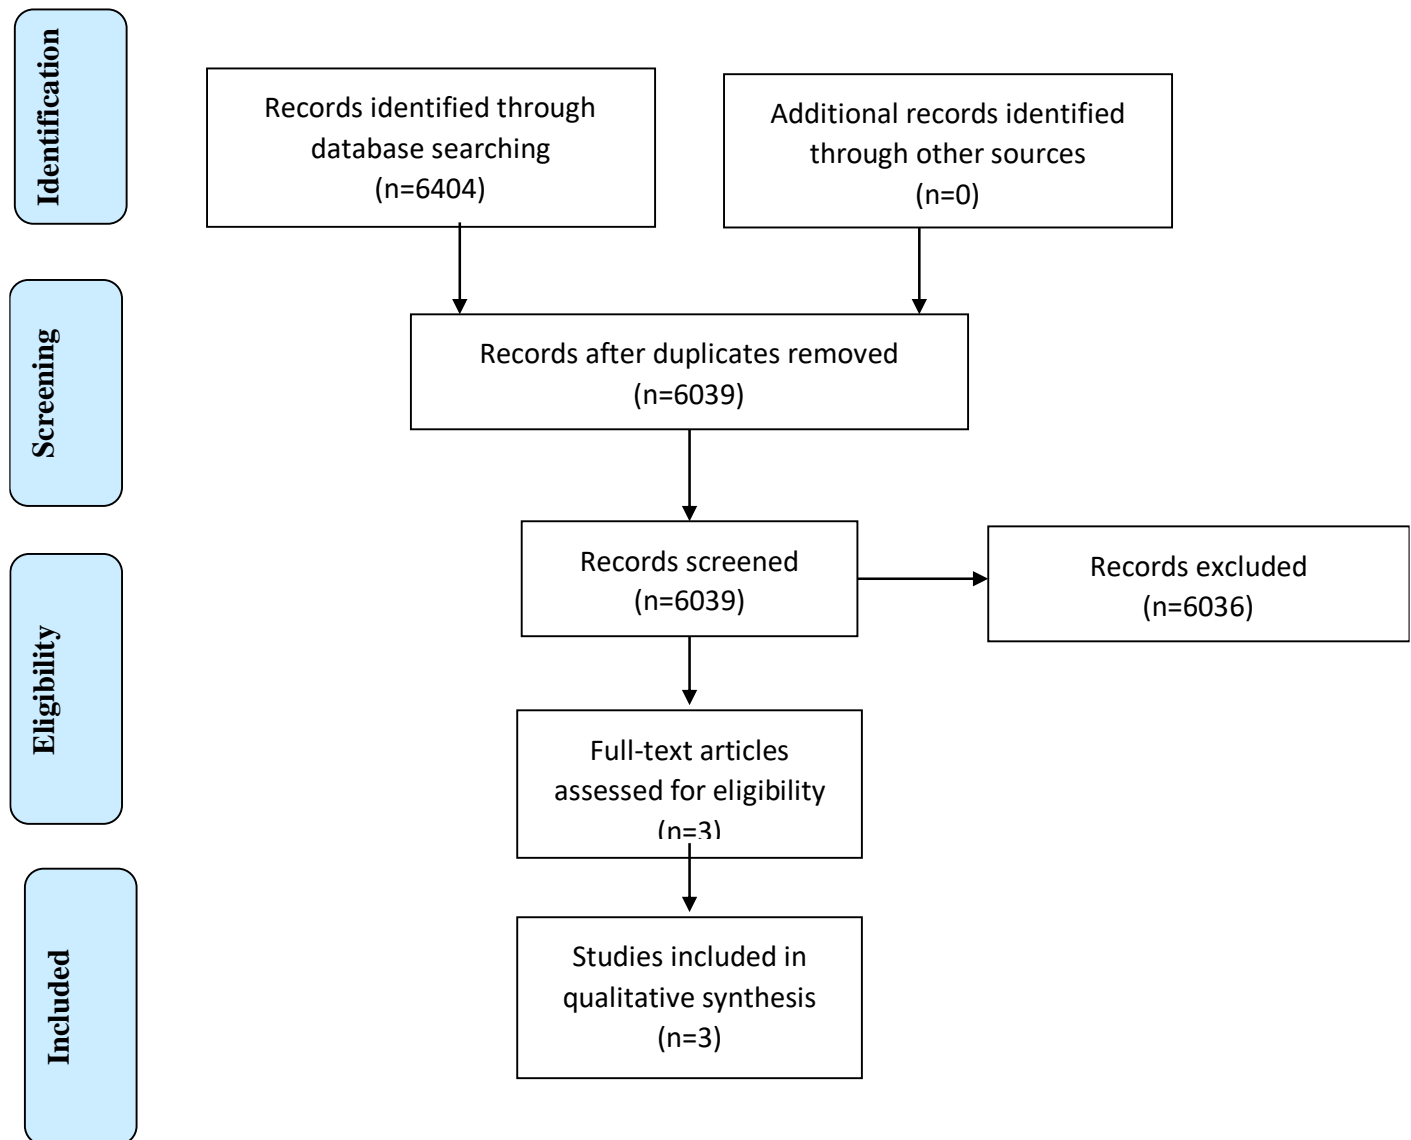 Identification
Records identified through
database searching
(n=6404)
Additional records identified
through other sources
(n=0)
Screening
Records after duplicates removed
(n=6039)
Records screened
(n=6039)
Records excluded
(n=6036)
Eligibility
Full-text articles
assessed for eligibility
(n=3)
Included
Studies included in
qualitative synthesis
(n=3)